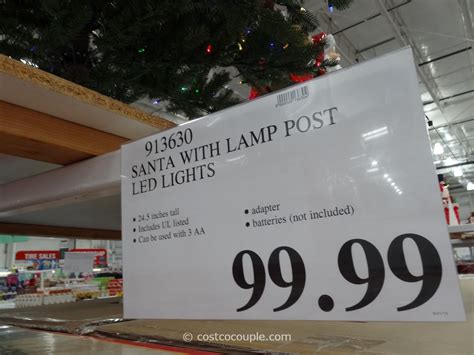 913630
SANTA WITH LAMP POST
LED LIGHTS
• 24.5 inches tall
• Includes UL listed
• Can be used with 3 AA
• adapter
• batteries (not included)
99.99
TIRE SALES
© costcocouple.com